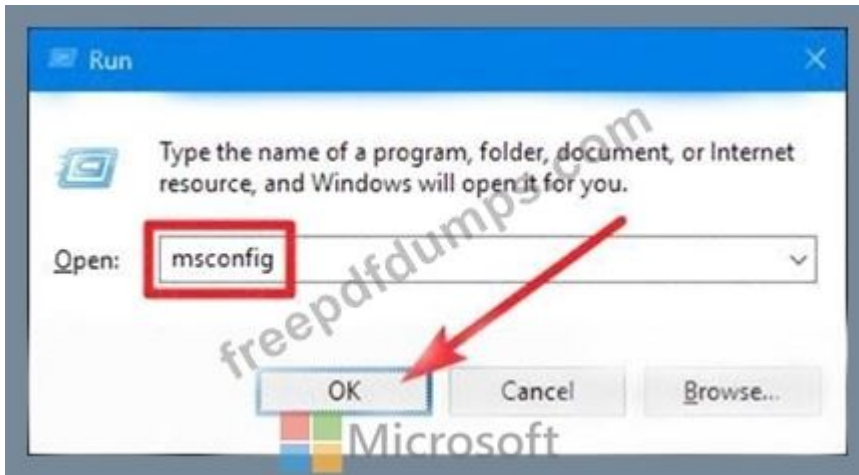 Run
Type the name of a program, folder, document, or Internet
resource, and Windows will open it for you.
Open: msconfig
OK Cancel Browse...
freepdfdumps.com
Microsoft